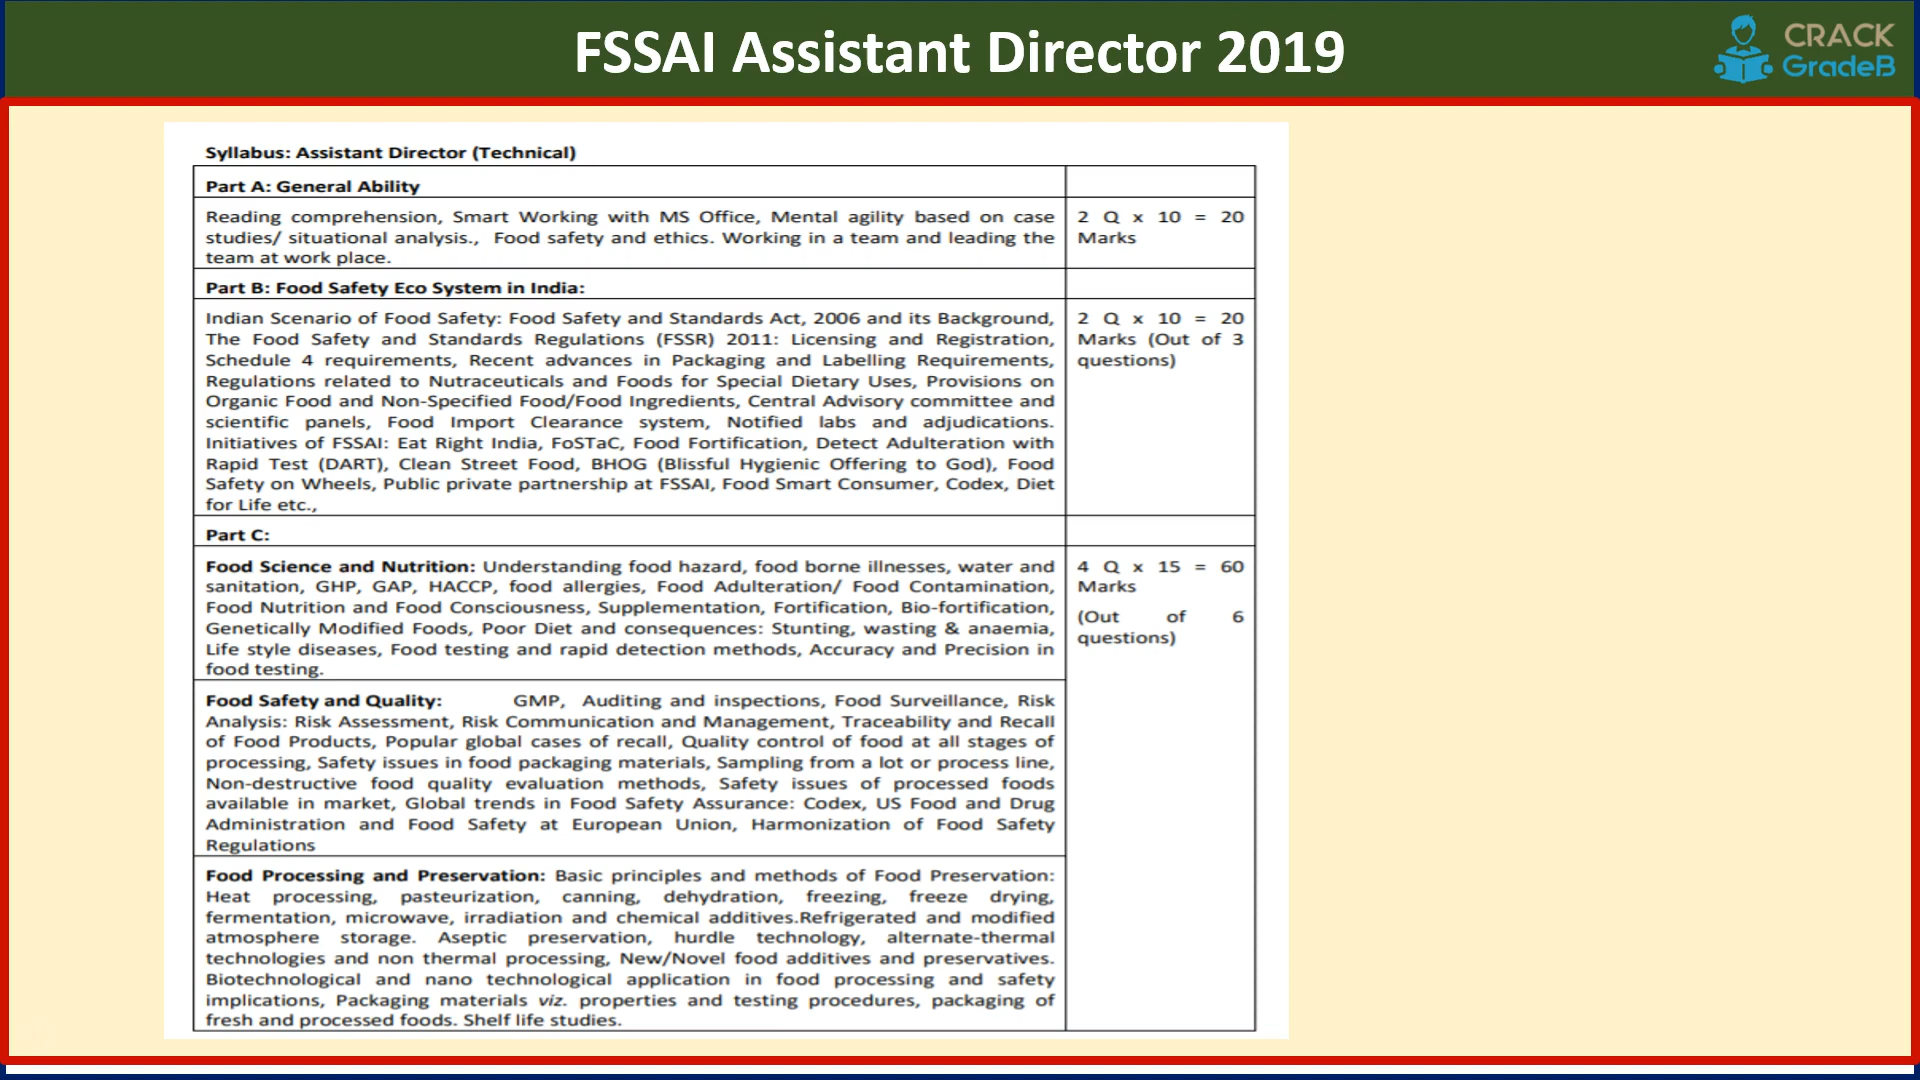 FSSAI Assistant Director 2019
CRACK
GradeB
Syllabus: Assistant Director (Technical)
Part A: General Ability
Reading comprehension, Smart Working with MS Office, Mental agility based on case
studies/ situational analysis., Food safety and ethics. Working in a team and leading the
team at work place.
2 Q x 10 = 20
Marks
Part B: Food Safety Eco System in India:
Indian Scenario of Food Safety: Food Safety and Standards Act, 2006 and its Background,
The Food Safety and Standards Regulations (FSSR) 2011: Licensing and Registration,
Schedule 4 requirements, Recent advances in Packaging and Labelling Requirements,
Regulations related to Nutraceuticals and Foods for Special Dietary Uses, Provisions on
Organic Food and Non-Specified Food/Food Ingredients, Central Advisory committee and
scientific panels, Food Import Clearance system, Notified labs and adjudications.
Initiatives of FSSAI: Eat Right India, FoSTaC, Food Fortification, Detect Adulteration with
Rapid Test (DART), Clean Street Food, BHOG (Blissful Hygienic Offering to God), Food
Safety on Wheels, Public private partnership at FSSAI, Food Smart Consumer, Codex, Diet
for Life etc.,
2 Q x 10 = 20
Marks (Out of 3
questions)
Part C:
Food Science and Nutrition: Understanding food hazard, food borne illnesses, water and
sanitation, GHP, GAP, HACCP, food allergies, Food Adulteration/ Food Contamination,
Food Nutrition and Food Consciousness, Supplementation, Fortification, Bio-fortification,
Genetically Modified Foods, Poor Diet and consequences: Stunting, wasting & anaemia,
Life style diseases, Food testing and rapid detection methods, Accuracy and Precision in
food testing.
4 Q x 15 = 60
Marks
(Out of 6
questions)
Food Safety and Quality: GMP, Auditing and inspections, Food Surveillance, Risk
Analysis: Risk Assessment, Risk Communication and Management, Traceability and Recall
of Food Products, Popular global cases of recall, Quality control of food at all stages of
processing, Safety issues in food packaging materials, Sampling from a lot or process line,
Non-destructive food quality evaluation methods, Safety issues of processed foods
available in market, Global trends in Food Safety Assurance: Codex, US Food and Drug
Administration and Food Safety at European Union, Harmonization of Food Safety
Regulations
Food Processing and Preservation: Basic principles and methods of Food Preservation:
Heat processing, pasteurization, canning, dehydration, freezing, freeze drying,
fermentation, microwave, irradiation and chemical additives.Refrigerated and modified
atmosphere storage. Aseptic preservation, hurdle technology, alternate-thermal
technologies and non thermal processing, New/Novel food additives and preservatives.
Biotechnological and nano technological application in food processing and safety
implications, Packaging materials viz. properties and testing procedures, packaging of
fresh and processed foods. Shelf life studies.